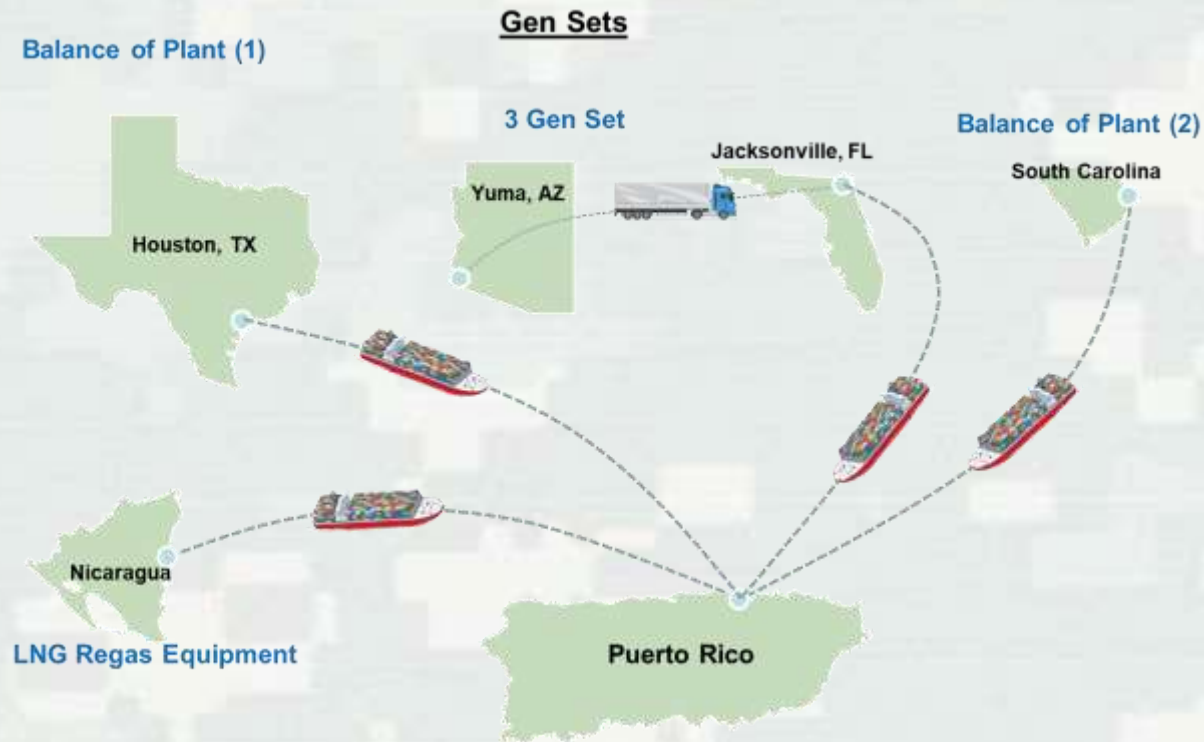 Gen Sets
Balance of Plant (1)
3 Gen Set
Balance of Plant (2)
Jacksonville, FL
South Carolina
Yuma, AZ
Houston, TX
Nicaragua
LNG Regas Equipment
Puerto Rico